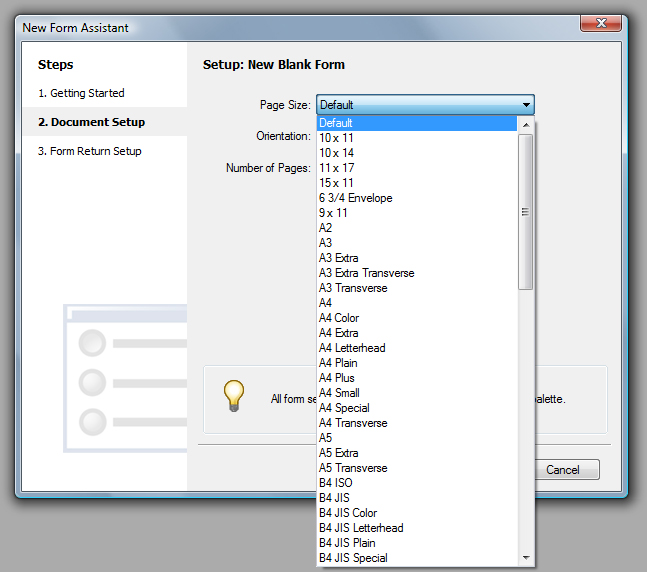 New Form Assistant
Steps
1. Getting Started
2. Document Setup
3. Form Return Setup
Setup: New Blank Form
Page Size: Default
Orientation:
Number of Pages:
Default
10 x 11
10 x 14
11 x 17
15 x 11
6 3/4 Envelope
9 x 11
A2
A3
A3 Extra
A3 Extra Transverse
A3 Transverse
A4
A4 Color
A4 Extra
A4 Letterhead
A4 Plain
A4 Plus
A4 Small
A4 Special
A4 Transverse
A5
A5 Extra
A5 Transverse
B4 ISO
B4 JIS
B4 JIS Color
B4 JIS Letterhead
B4 JIS Plain
B4 JIS Special
All form se
alette.
Cancel